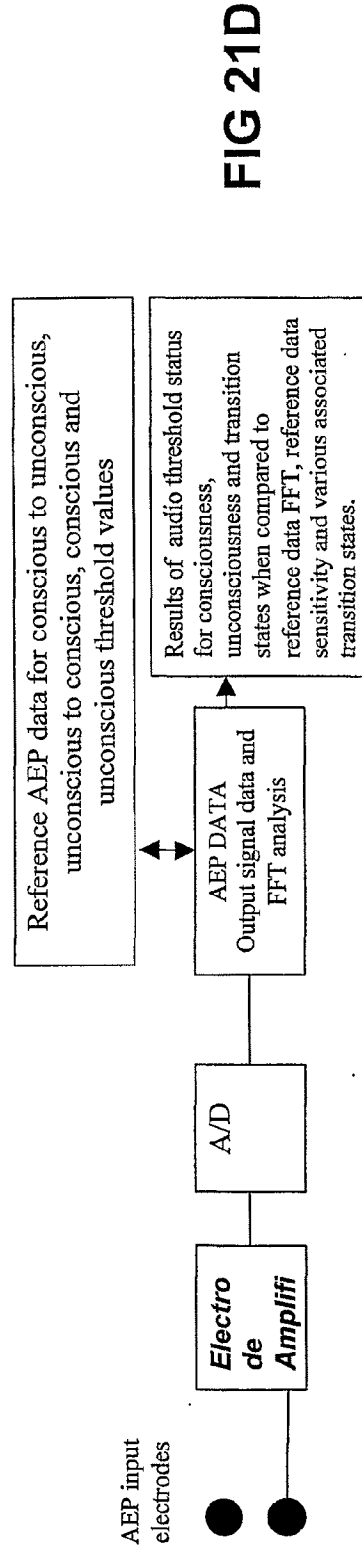 AEP input
electrodes
Electro
de
Amplifi
A/D
AEP DATA
Output signal data and
FFT analysis
Reference AEP data for conscious to unconscious,
unconscious to conscious, conscious and
unconscious threshold values
Results of audio threshold status
for consciousness,
unconsciousness and transition
states when compared to
reference data FFT, reference data
sensitivity and various associated
transition states.
FIG 21D